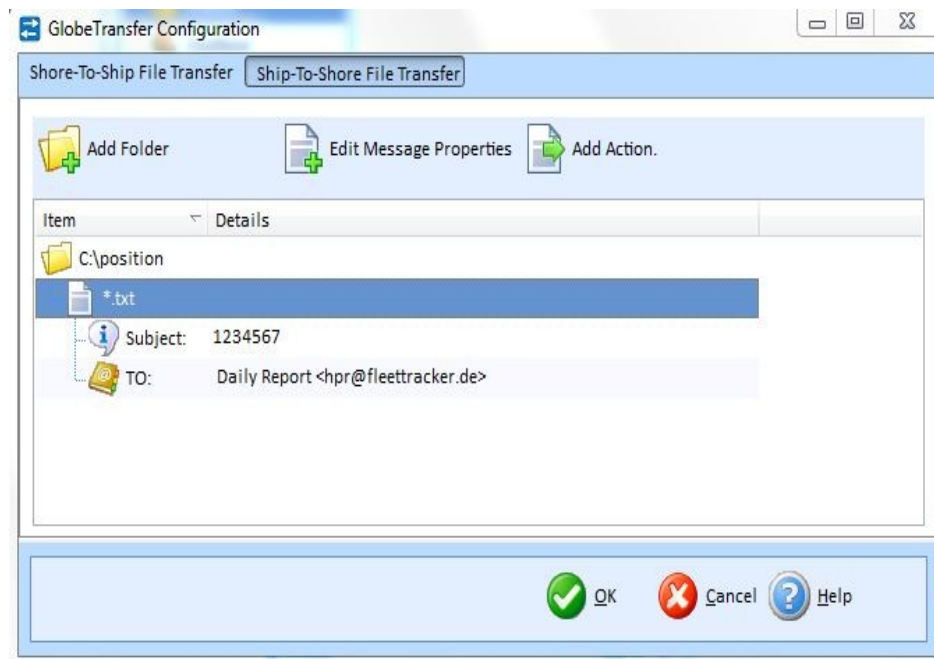 GlobeTransfer Configuration
Shore-To-Ship File Transfer Ship-To-Shore File Transfer
Add Folder Edit Message Properties Add Action.
Item Details
C:\position
*.txt
Subject: 1234567
TO: Daily Report <hpr@fleettracker.de>
OK Cancel Help